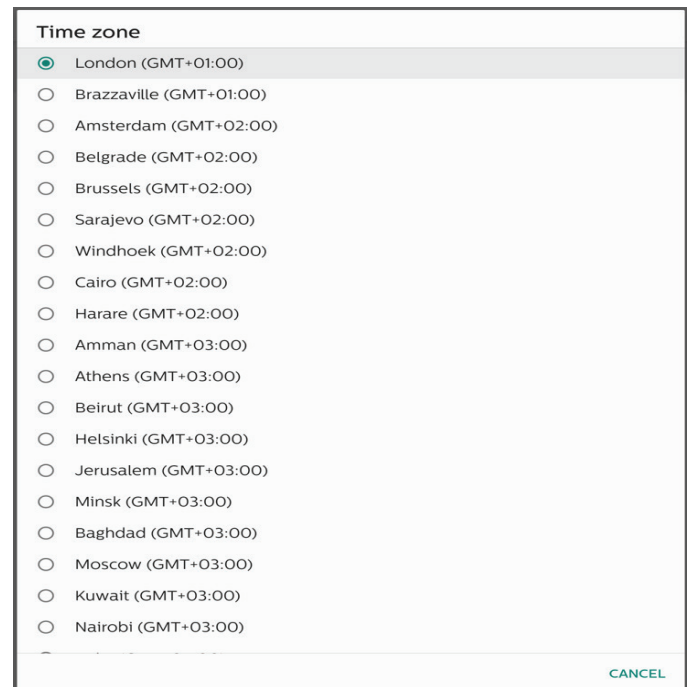 Time zone
London (GMT+01:00)
Brazzaville (GMT+01:00)
Amsterdam (GMT+02:00)
Belgrade (GMT+02:00)
Brussels (GMT+02:00)
Sarajevo (GMT+02:00)
Windhoek (GMT+02:00)
Cairo (GMT+02:00)
Harare (GMT+02:00)
Amman (GMT+03:00)
Athens (GMT+03:00)
Beirut (GMT+03:00)
Helsinki (GMT+03:00)
Jerusalem (GMT+03:00)
Minsk (GMT+03:00)
Baghdad (GMT+03:00)
Moscow (GMT+03:00)
Kuwait (GMT+03:00)
Nairobi (GMT+03:00)
CANCEL